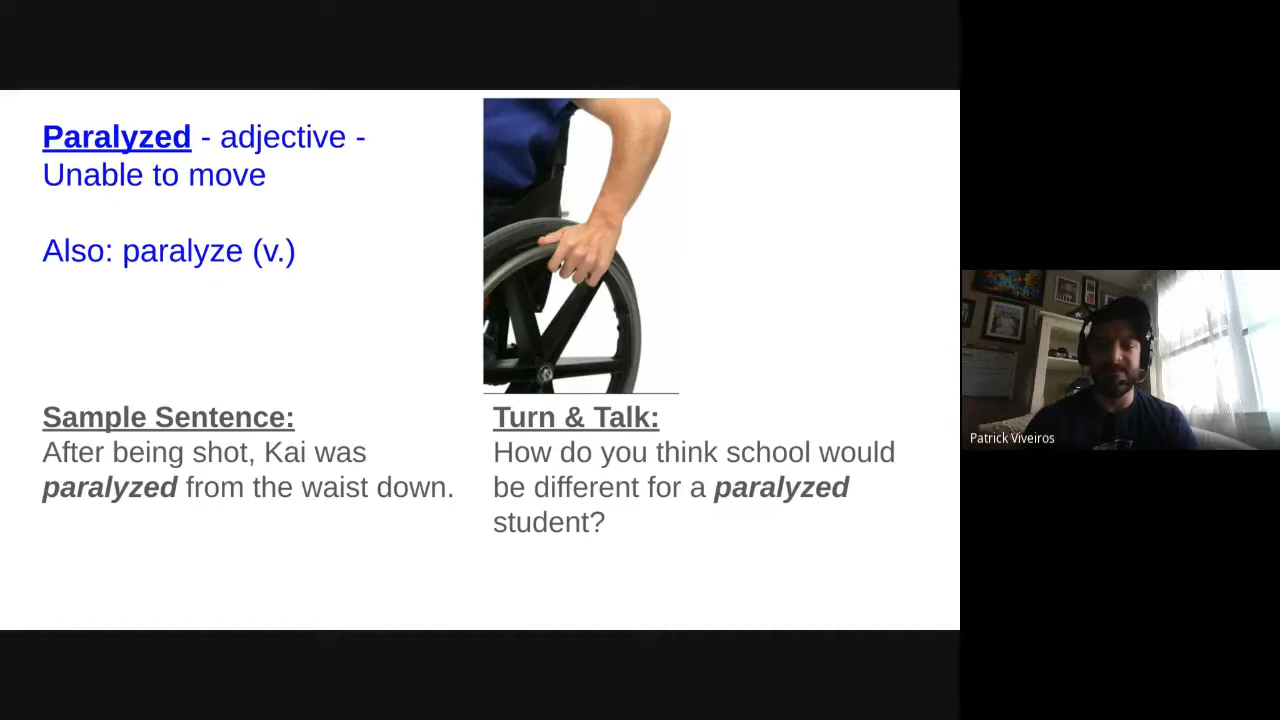 Paralyzed - adjective -
Unable to move
Also: paralyze (v.)
Sample Sentence:
After being shot, Kai was
paralyzed from the waist down.
Turn & Talk:
How do you think school would
be different for a paralyzed
student?
Patrick Viveiros